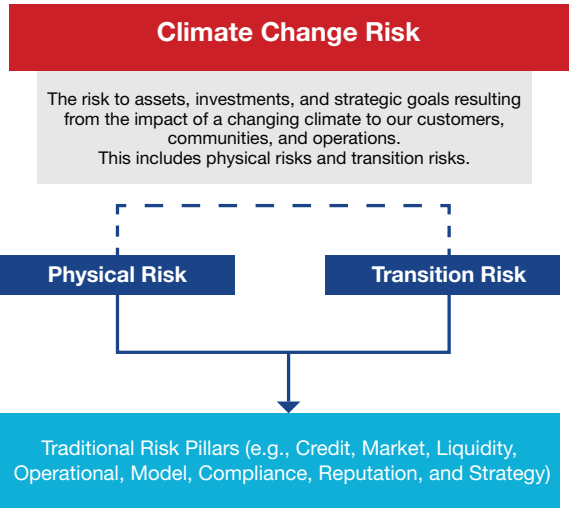 Climate Change Risk
The risk to assets, investments, and strategic goals resulting
from the impact of a changing climate to our customers,
communities, and operations.
This includes physical risks and transition risks.
Physical Risk
Transition Risk
Traditional Risk Pillars (e.g., Credit, Market, Liquidity,
Operational, Model, Compliance, Reputation, and Strategy)